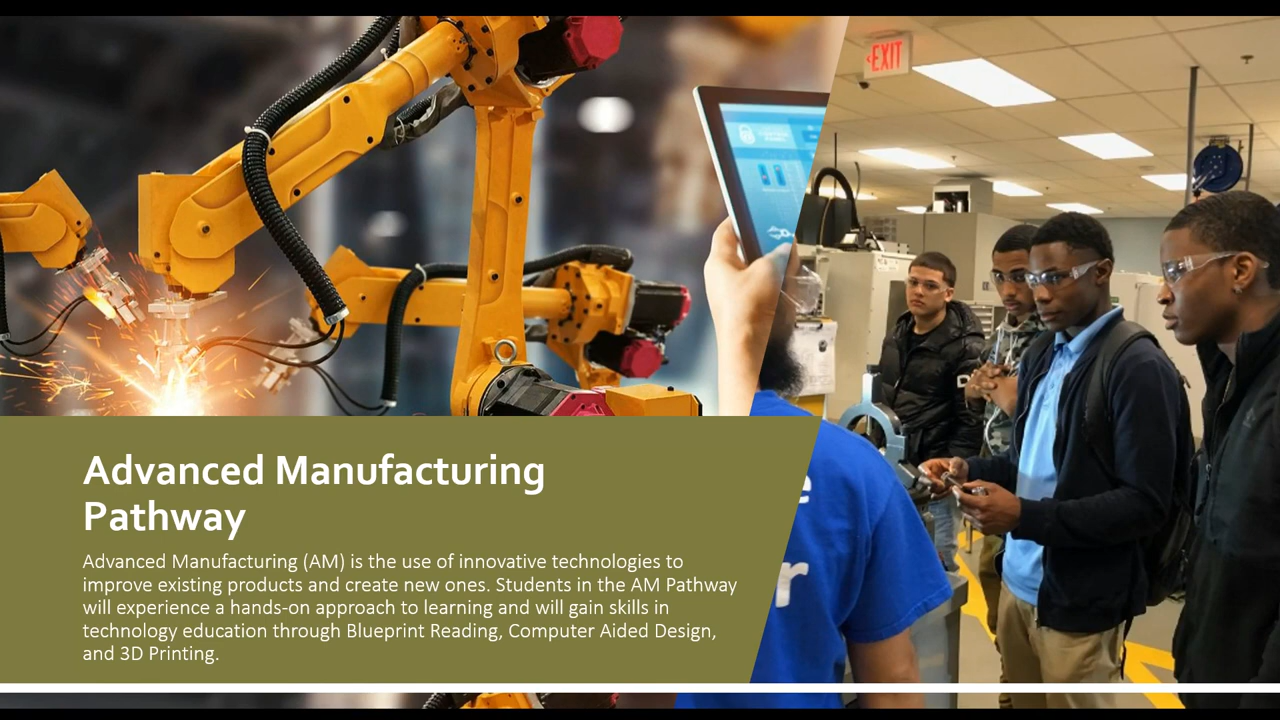 EXIT
Advanced Manufacturing
Pathway
Advanced Manufacturing (AM) is the use of innovative technologies to
improve existing products and create new ones. Students in the AM Pathway
will experience a hands-on approach to learning and will gain skills in
technology education through Blueprint Reading, Computer Aided Design,
and 3D Printing.